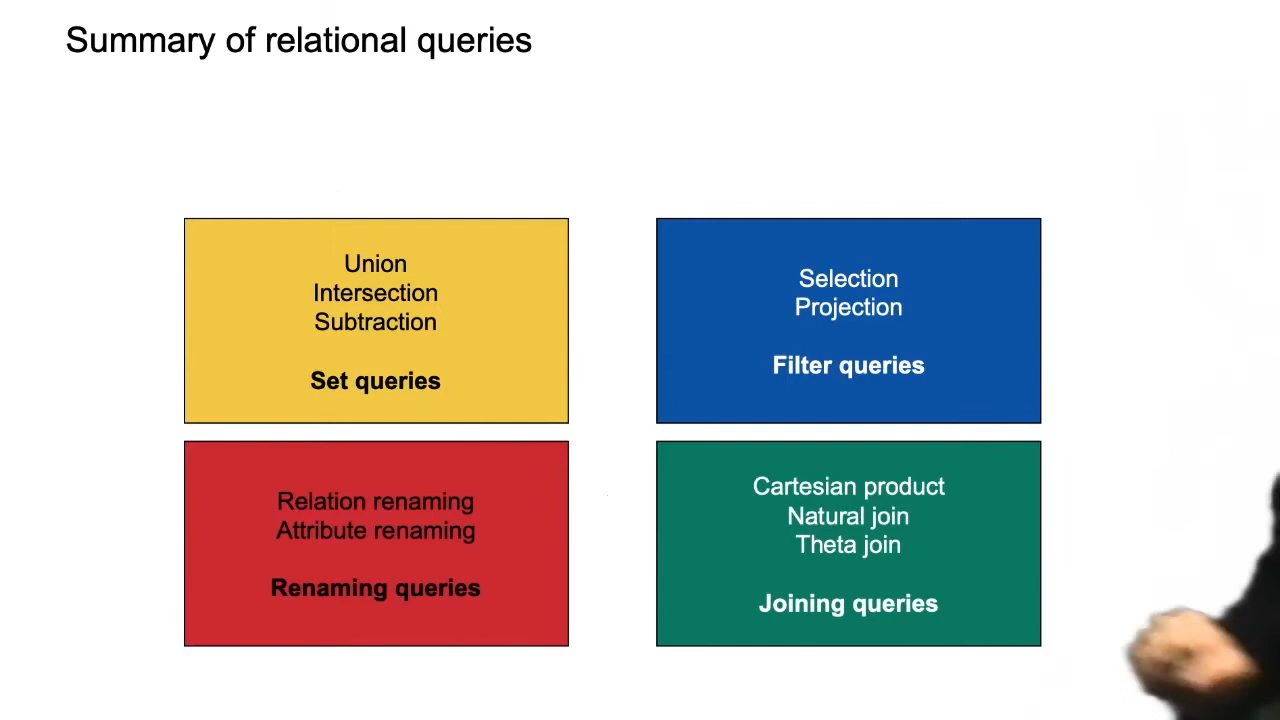 Summary of relational queries
Union
Intersection
Subtraction
Set queries
Selection
Projection
Filter queries
Relation renaming
Attribute renaming
Renaming queries
Cartesian product
Natural join
Theta join
Joining queries